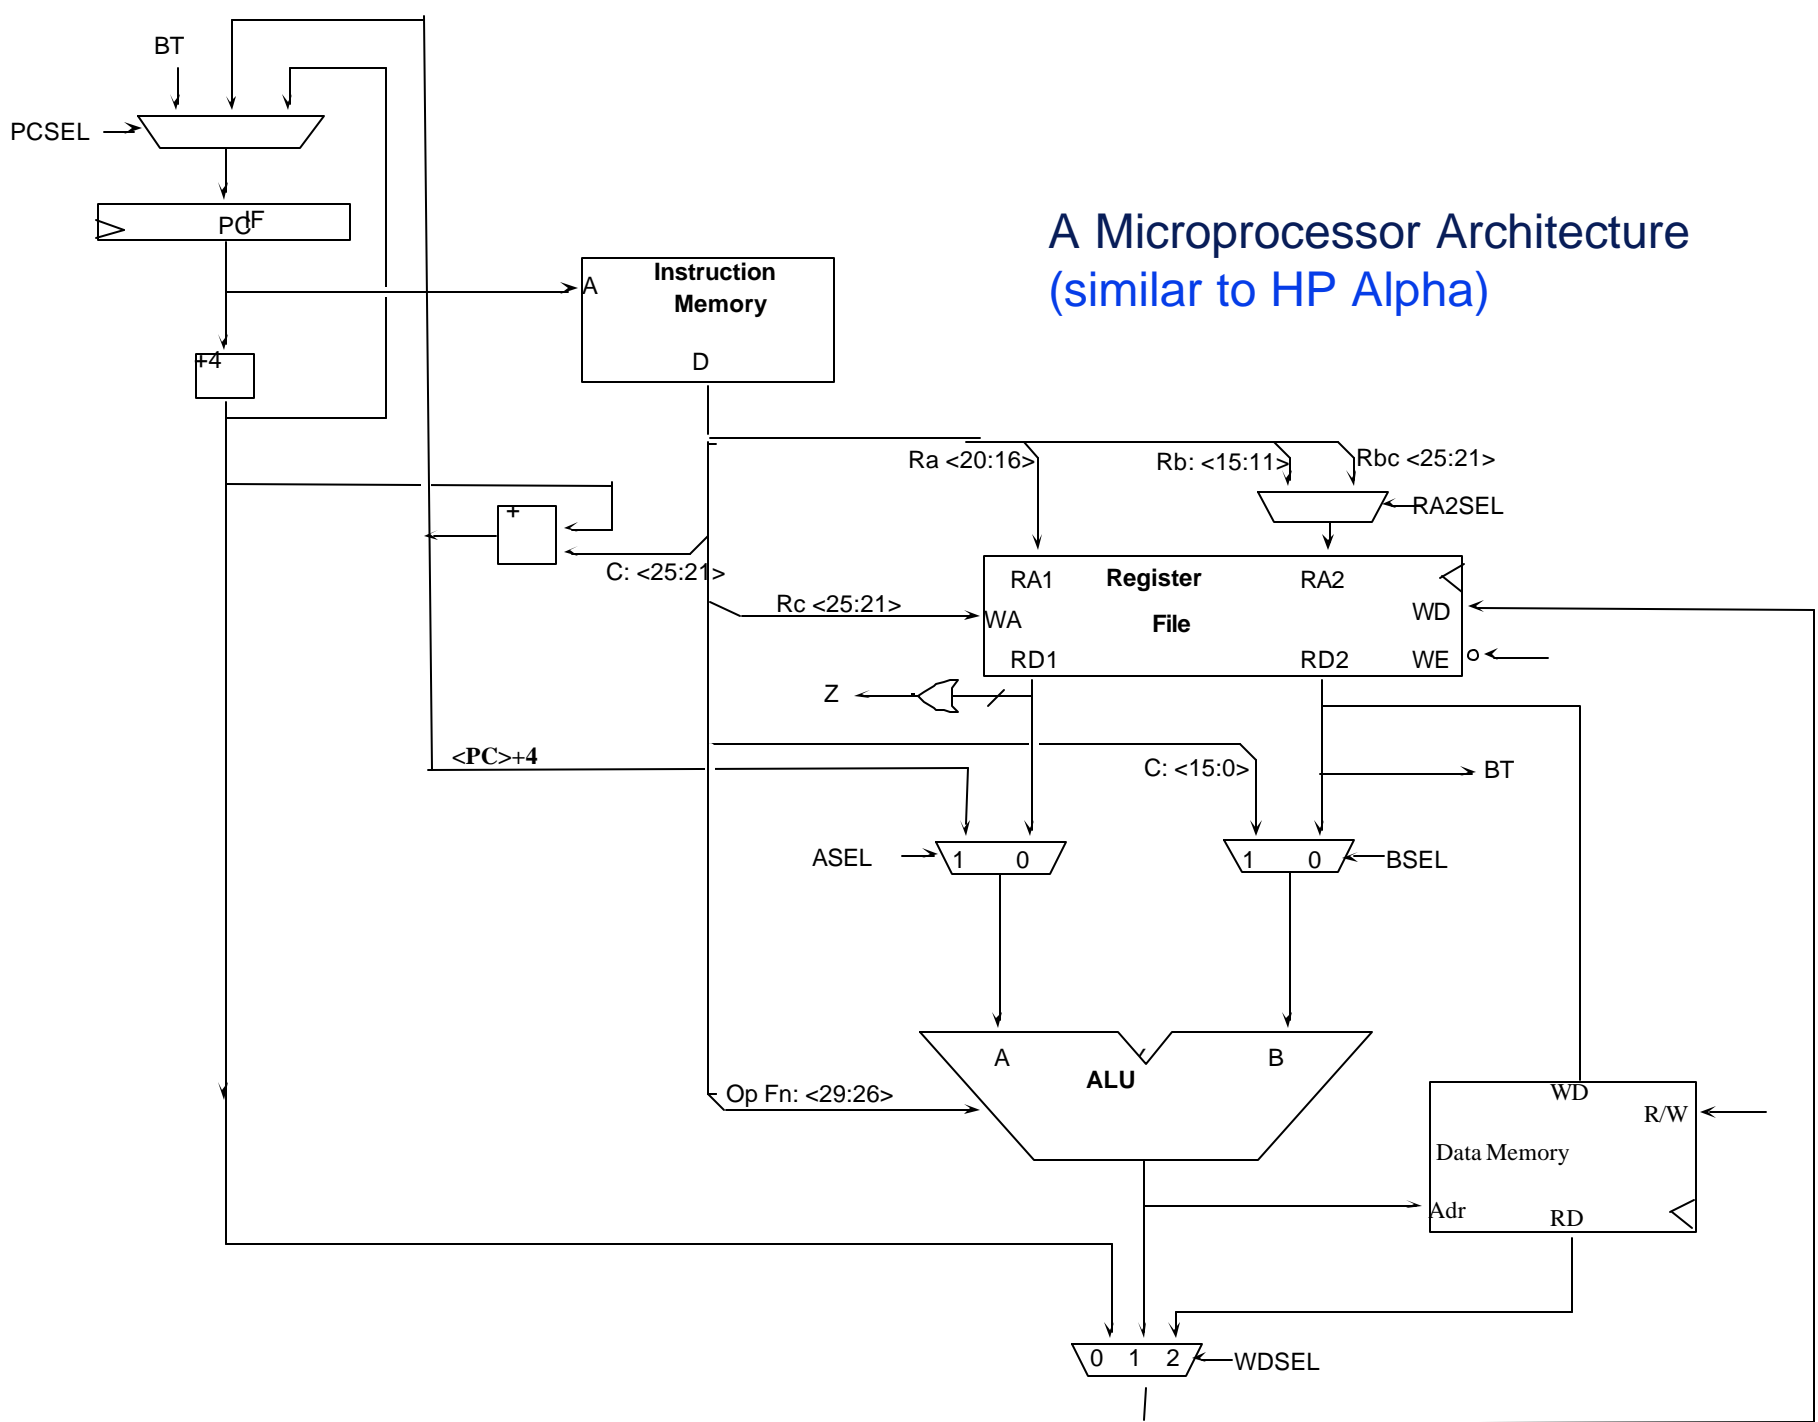 BT
PCSEL
PC IF
A Microprocessor Architecture
(similar to HP Alpha)
Instruction
A
Memory
+4
D
Ra <20:16>
Rb: <15:11>
Rbc <25:21>
RA2SEL
+
C: <25:21>
RA1
Register
RA2
Rc <25:21>
WA
File
WD
RD1
RD2
WE
Z
<PC>+4
C: <15:0>
BT
ASEL
1 0
1 0
BSEL
A
B
ALU
Op Fn: <29:26>
WD
R/W
Data Memory
Adr
RD
0 1 2
WDSEL